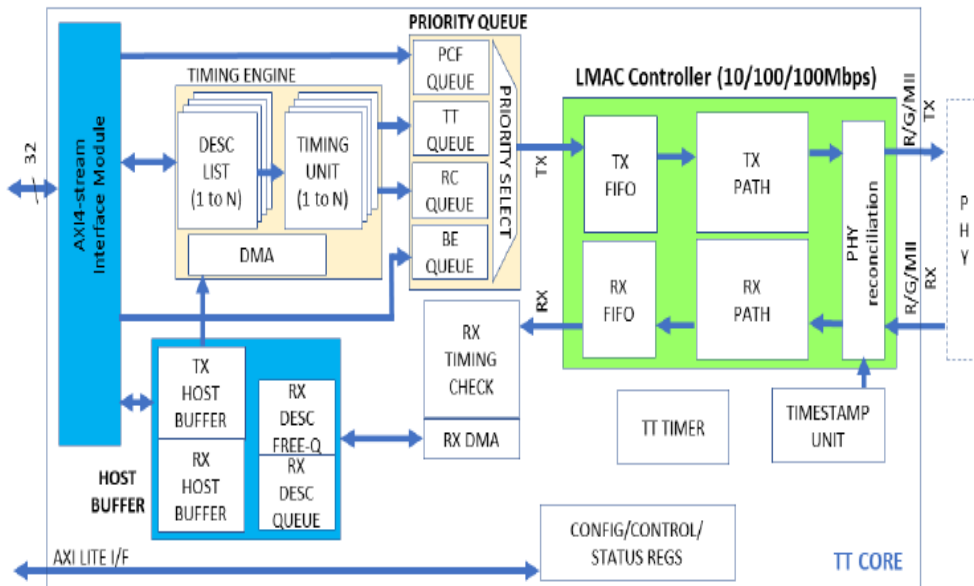 PRIORITY QUEUE
TIMING ENGINE
LMAC Controller (10/100/100Mbps)
32
AXI4-stream
Interface Module
DESC
LIST
(1 to N)
TIMING
UNIT
(1 to N)
DMA
PCF
QUEUE
TT
QUEUE
RC
QUEUE
BE
QUEUE
PRIORITY SELECT
TX
TX
FIFO
TX
PATH
PHY
reconciliation
R/G/MII
TX
PHY
R/G/MII
RX
RX
FIFO
RX
PATH
RX
RX
TIMING
CHECK
RX DMA
TX
HOST
BUFFER
RX
HOST
BUFFER
RX
DESC
FREE-Q
RX
DESC
QUEUE
HOST
BUFFER
TT TIMER
TIMESTAMP
UNIT
AXI LITE I/F
CONFIG/CONTROL/
STATUS REGS
TT CORE